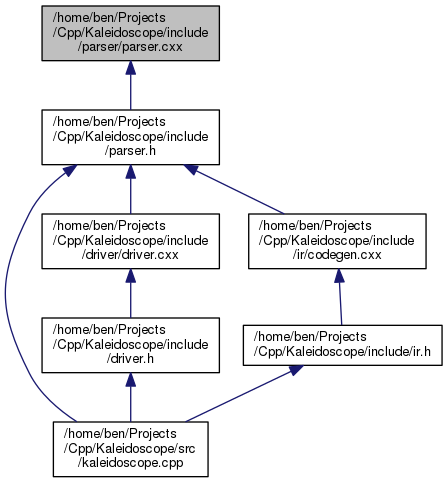 /home/ben/Projects
/Cpp/Kaleidoscope/include
/parser/parser.cxx
/home/ben/Projects
/Cpp/Kaleidoscope/include
/parser.h
/home/ben/Projects
/Cpp/Kaleidoscope/include
/driver/driver.cxx
/home/ben/Projects
/Cpp/Kaleidoscope/include
/ir/codegen.cxx
/home/ben/Projects
/Cpp/Kaleidoscope/include
/driver.h
/home/ben/Projects
/Cpp/Kaleidoscope/include/ir.h
/home/ben/Projects
/Cpp/Kaleidoscope/src
/kaleidoscope.cpp